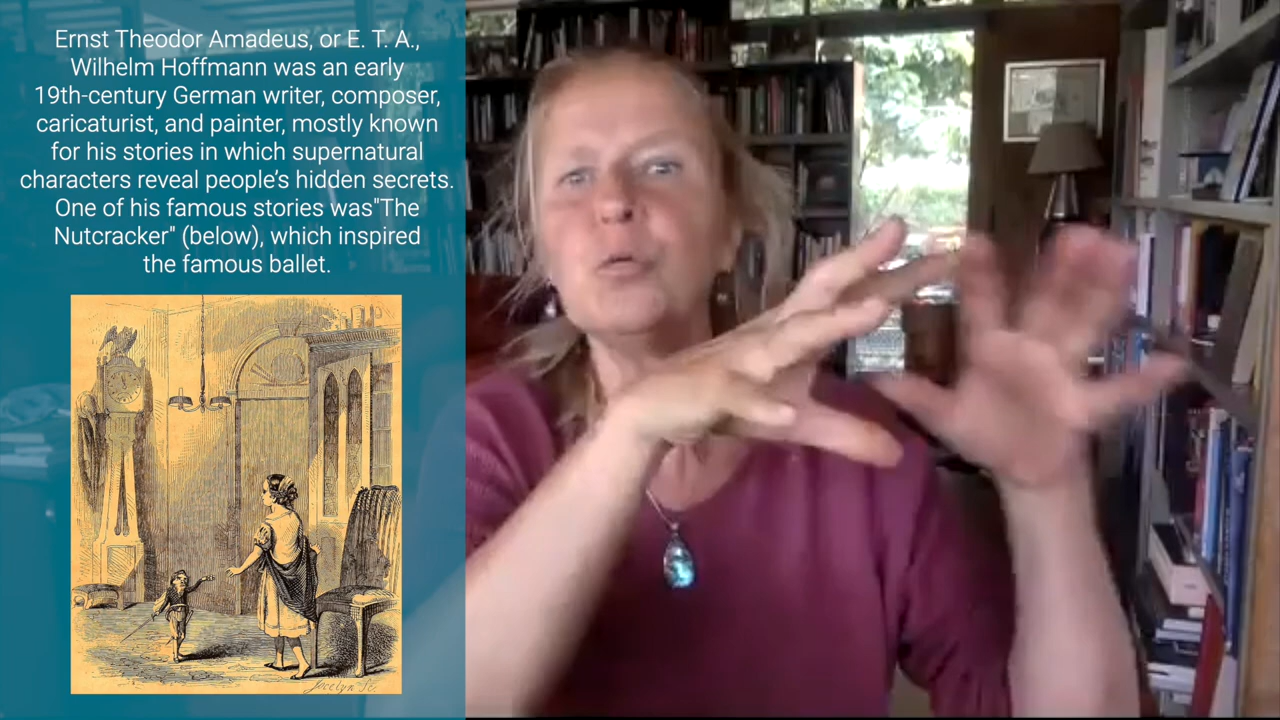 Ernst Theodor Amadeus, or E. T. A.,
Wilhelm Hoffmann was an early
19th-century German writer, composer,
caricaturist, and painter, mostly known
for his stories in which supernatural
characters reveal people’s hidden secrets.
One of his famous stories was"The
Nutcracker" (below), which inspired
the famous ballet.
Jocelyn Sc.